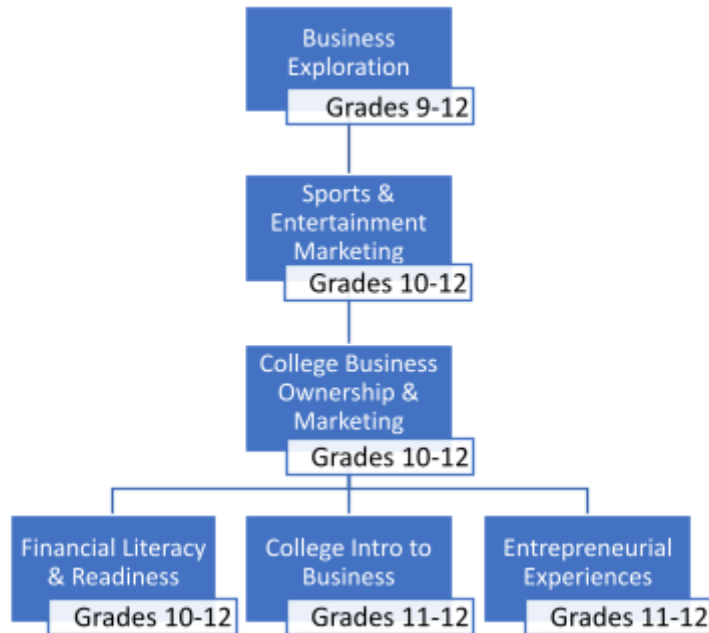 Business
Exploration
Grades 9-12
Sports &
Entertainment
Marketing
Grades 10-12
College Business
Ownership &
Marketing
Grades 10-12
Financial Literacy
& Readiness
Grades 10-12
College Intro to
Business
Grades 11-12
Entrepreneurial
Experiences
Grades 11-12